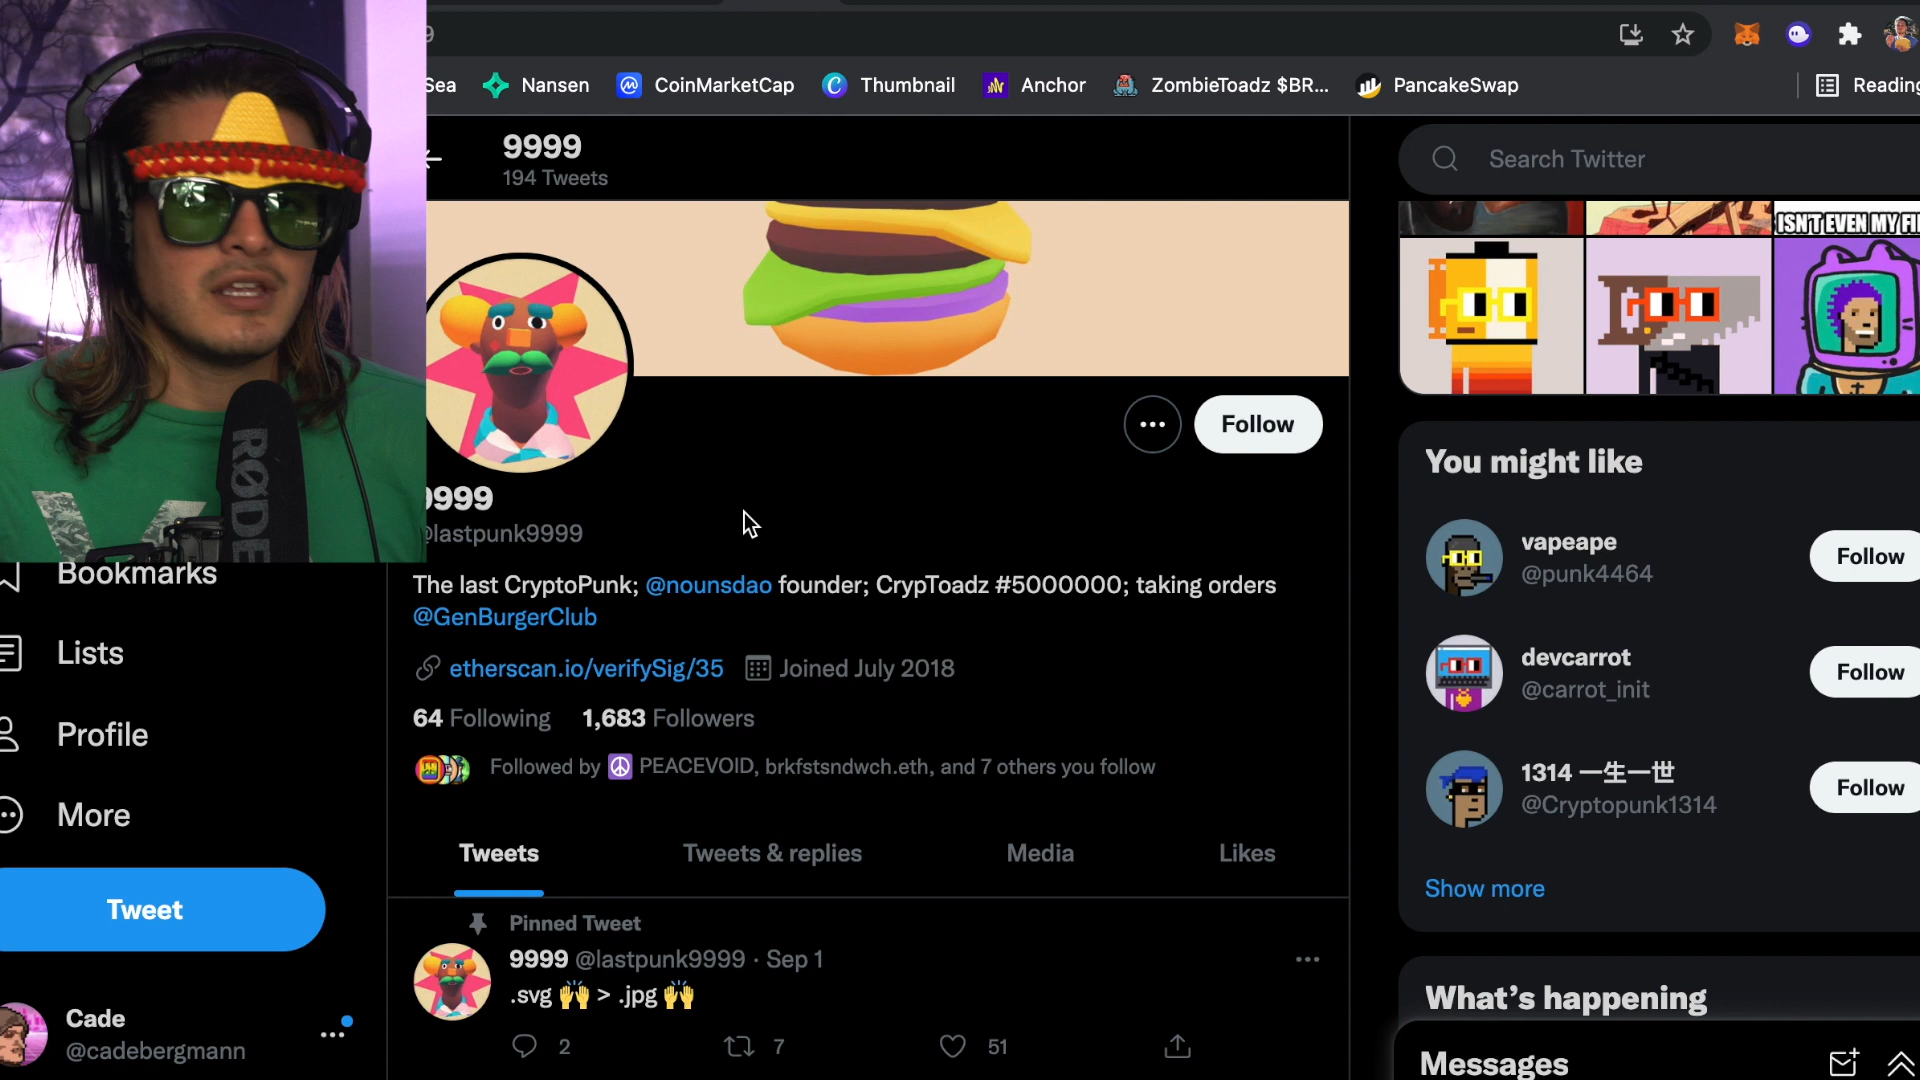 9
Sea
Nansen
CoinMarketCap
Thumbnail
Anchor
ZombieToadz $BR...
PancakeSwap
Reading
9999
194 Tweets
Search Twitter
ISN'T EVEN MY FI
RØDE
Follow
9999
@lastpunk9999
The last CryptoPunk; @nounsdao founder; CrypToadz #5000000; taking orders
@GenBurgerClub
etherscan.io/verifySig/35 Joined July 2018
64 Following 1,683 Followers
Followed by ☮ PEACEVOID, brkfstsndwch.eth, and 7 others you follow
Tweets
Tweets & replies
Media
Likes
Pinned Tweet
9999 @lastpunk9999 · Sep 1
.svg 🙌 > .jpg 🙌
2
7
51
Bookmarks
Lists
Profile
More
Tweet
Cade
@cadebergmann
You might like
vapeape
@punk4464
Follow
devcarrot
@carrot_init
Follow
1314 一生一世
@Cryptopunk1314
Follow
Show more
What's happening
Messages